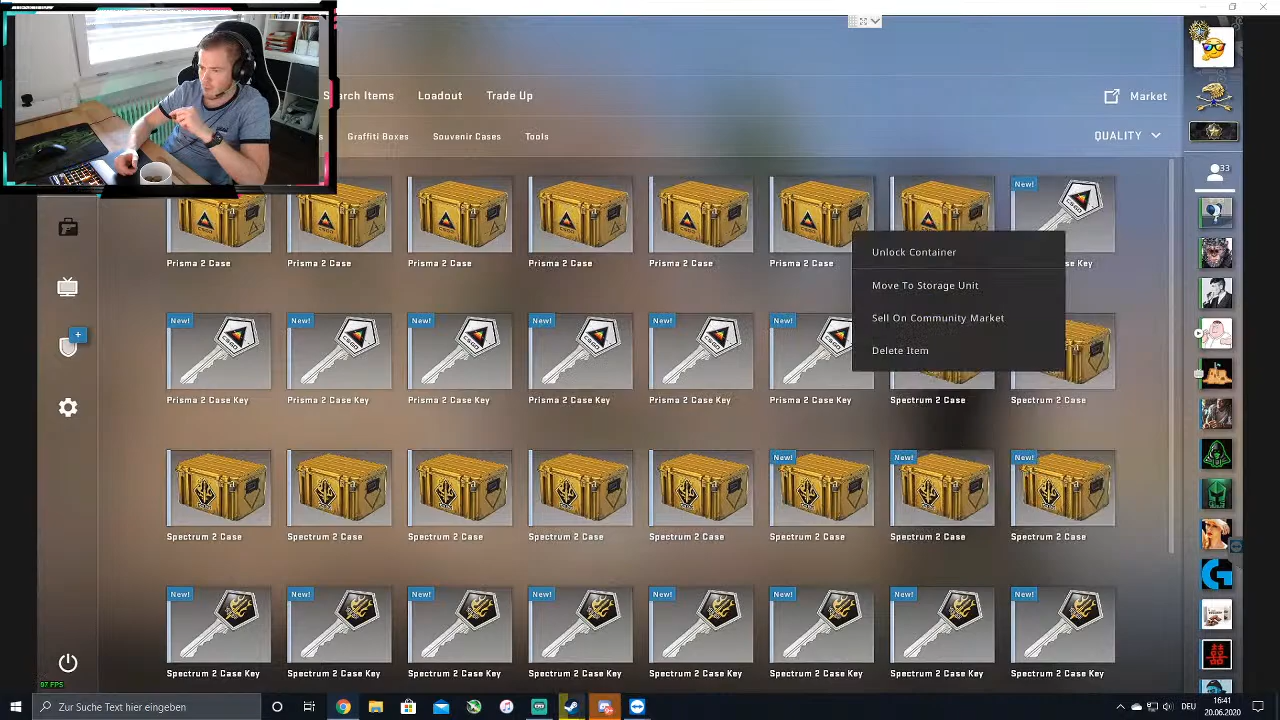 Search Items
Loadout
Trade Up
Market
Graffiti Boxes
Souvenir Cases
Tools
QUALITY
33
New!
Prisma 2 Case
Prisma 2 Case
Prisma 2 Case
Prisma 2 Case
Prisma 2 Case
Prisma 2 Case
Key
Unlock Container
Move To Storage Unit
Sell On Community Market
Delete Item
New!
New!
New!
New!
New!
New!
Prisma 2 Case Key
Prisma 2 Case Key
Prisma 2 Case Key
Prisma 2 Case Key
Prisma 2 Case Key
Prisma 2 Case Key
Spectrum 2 Case
Spectrum 2 Case
New!
New!
New!
Spectrum 2 Case
Spectrum 2 Case
Spectrum 2 Case
Spectrum 2 Case
Spectrum 2 Case
Spectrum 2 Case
Spectrum 2 Case
Spectrum 2 Case
New!
New!
New!
New!
New!
New!
New!
New!
Spectrum 2 Case Key
Spectrum 2 Case Key
Spectrum 2 Case Key
Spectrum 2 Case Key
Spectrum 2 Case Key
Spectrum 2 Case Key
Spectrum 2 Case Key
Spectrum 2 Case Key
97 FPS
Zur Suche Text hier eingeben
DEU
16:41
20.06.2020